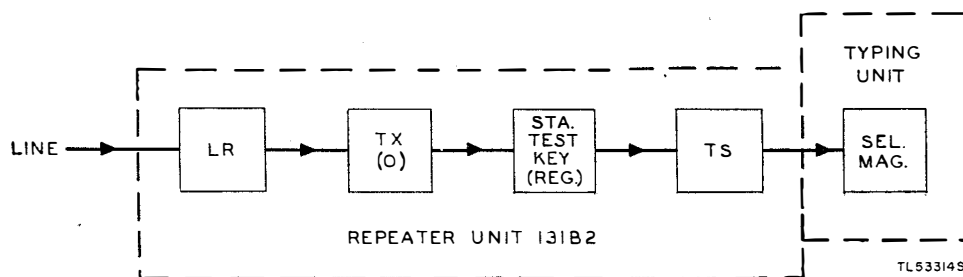 TYPING
UNIT
LINE
LR
TX
(O)
STA.
TEST
KEY
(REG.)
TS
SEL.
MAG.
REPEATER UNIT 131B2
TL53314S